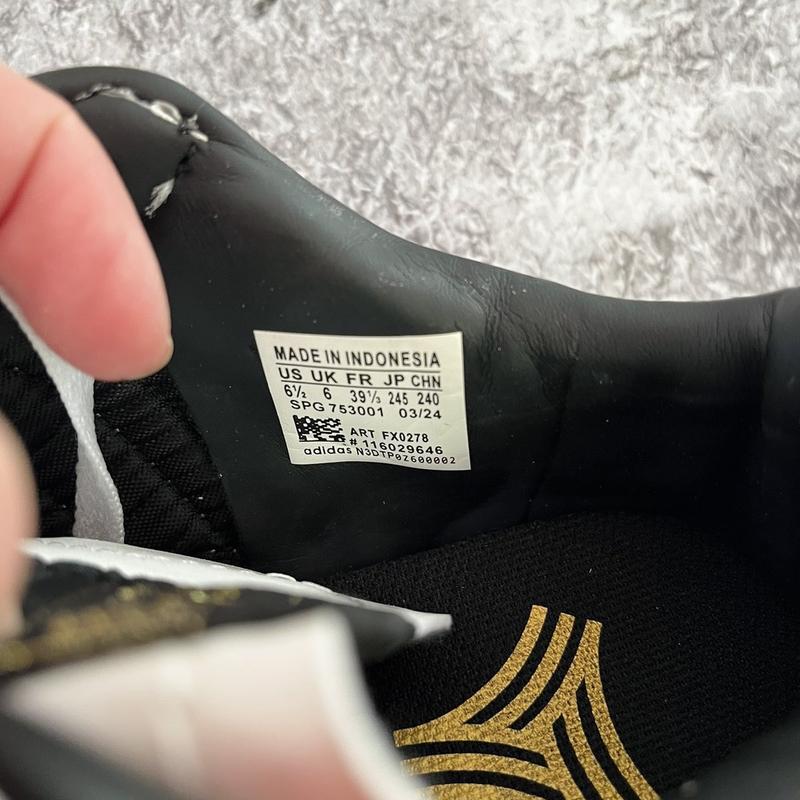 MADE IN INDONESIA
US UK FR JP CHN
6½ 6 39⅓ 245 240
SPG 753001 03/24
ART FX0278
# 116029646
adidas N3DTP0Z600002